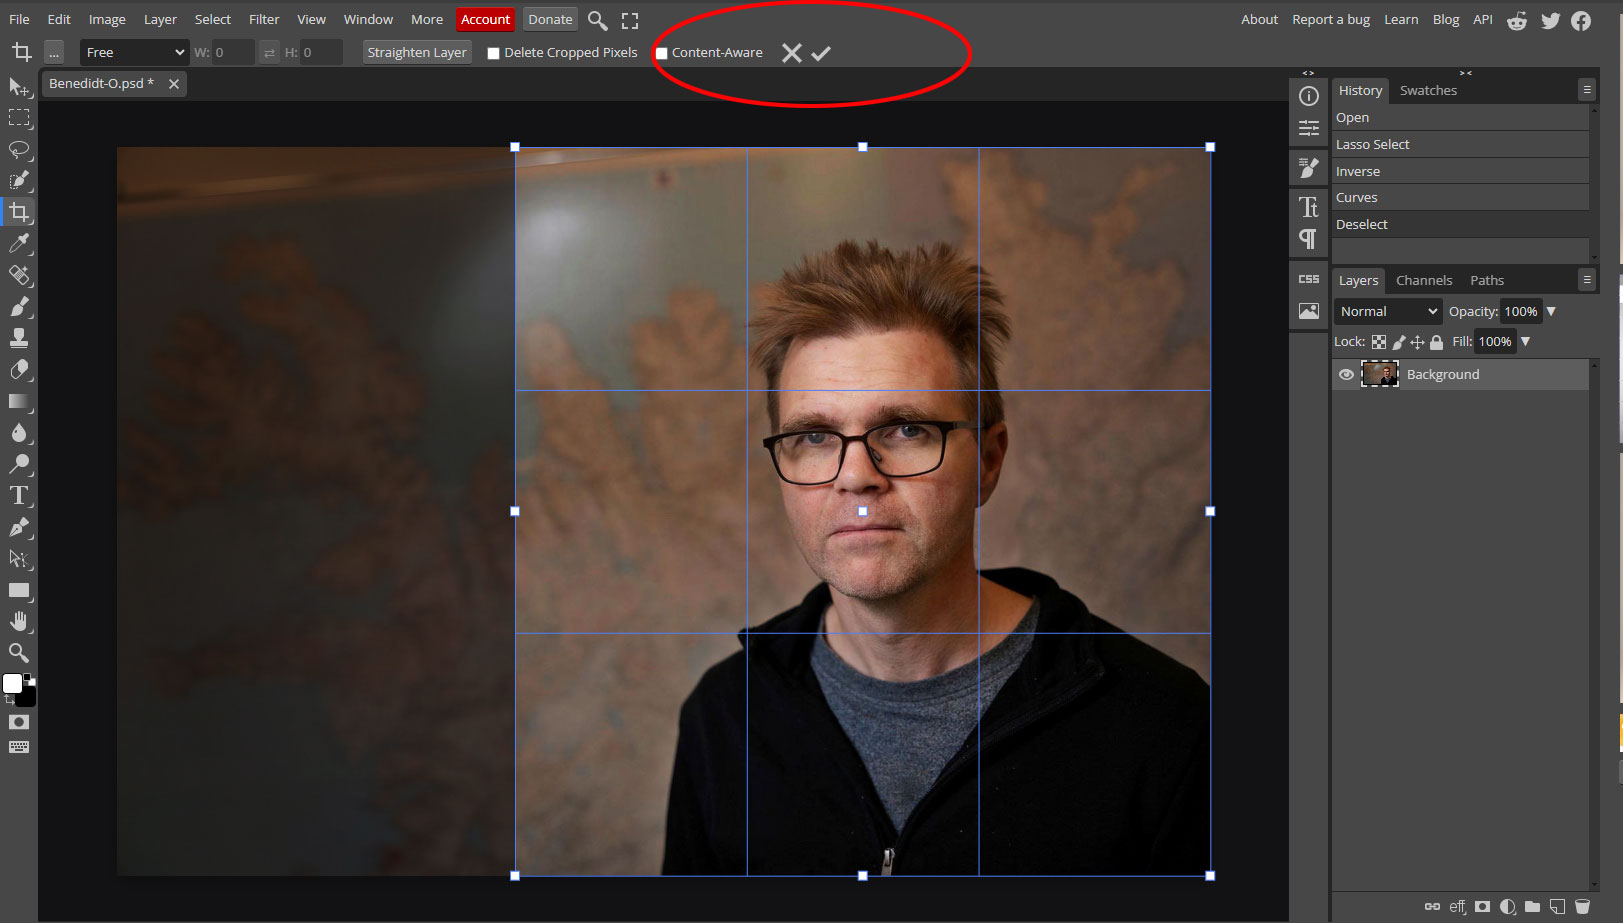 File Edit Image Layer Select Filter View Window More Account Donate About Report a bug Learn Blog API
... Free W: 0 H: 0 Straighten Layer Delete Cropped Pixels Content-Aware
Benedidt-O.psd *
History Swatches
Open
Lasso Select
Inverse
Curves
Deselect
CSS
Layers Channels Paths
Normal Opacity: 100%
Lock: Fill: 100%
Background
eff